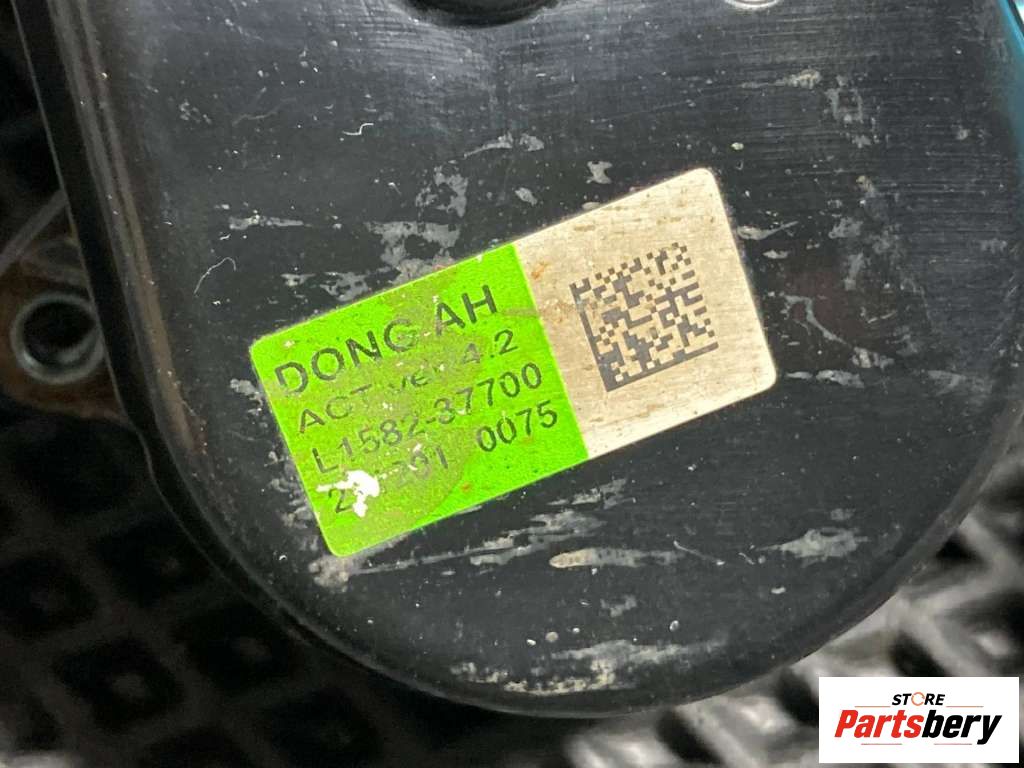 DONG AH
ACT Ver 4.2
L1582-37700
0075
STORE
Partsbery